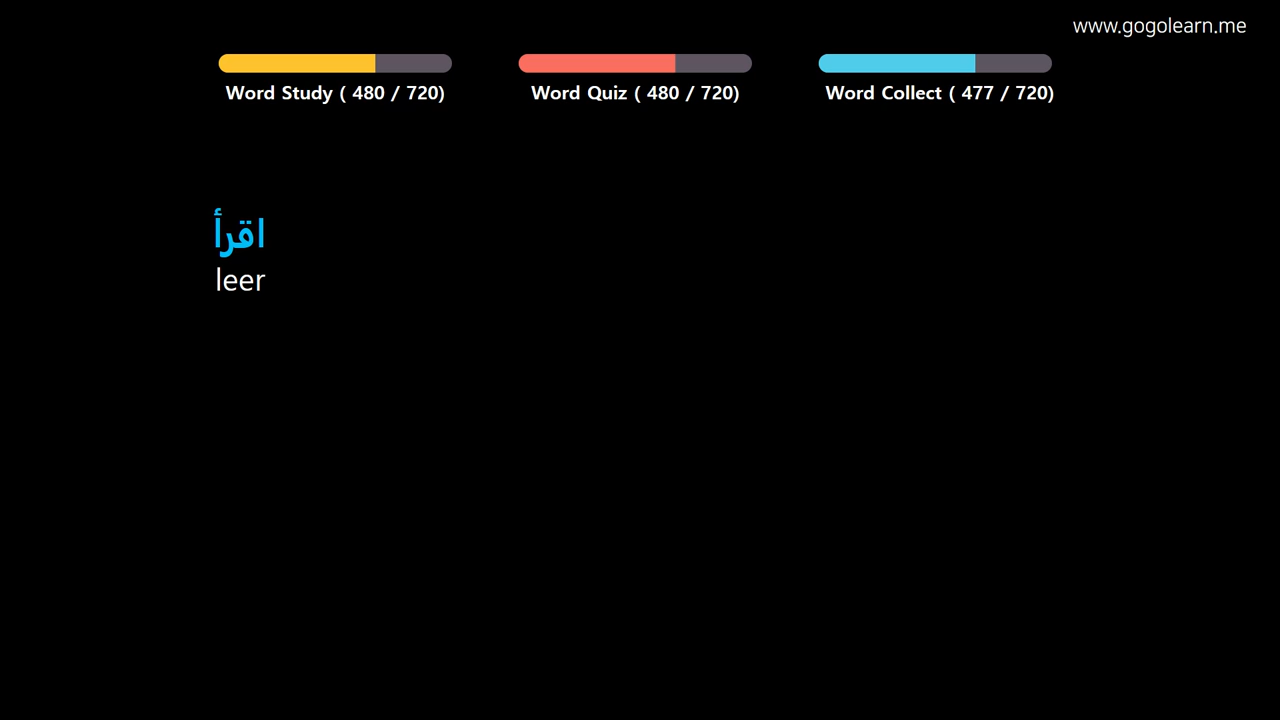 www.gogolearn.me
Word Study ( 480 / 720)
Word Quiz ( 480 / 720)
Word Collect ( 477 / 720)
اقرأ
leer